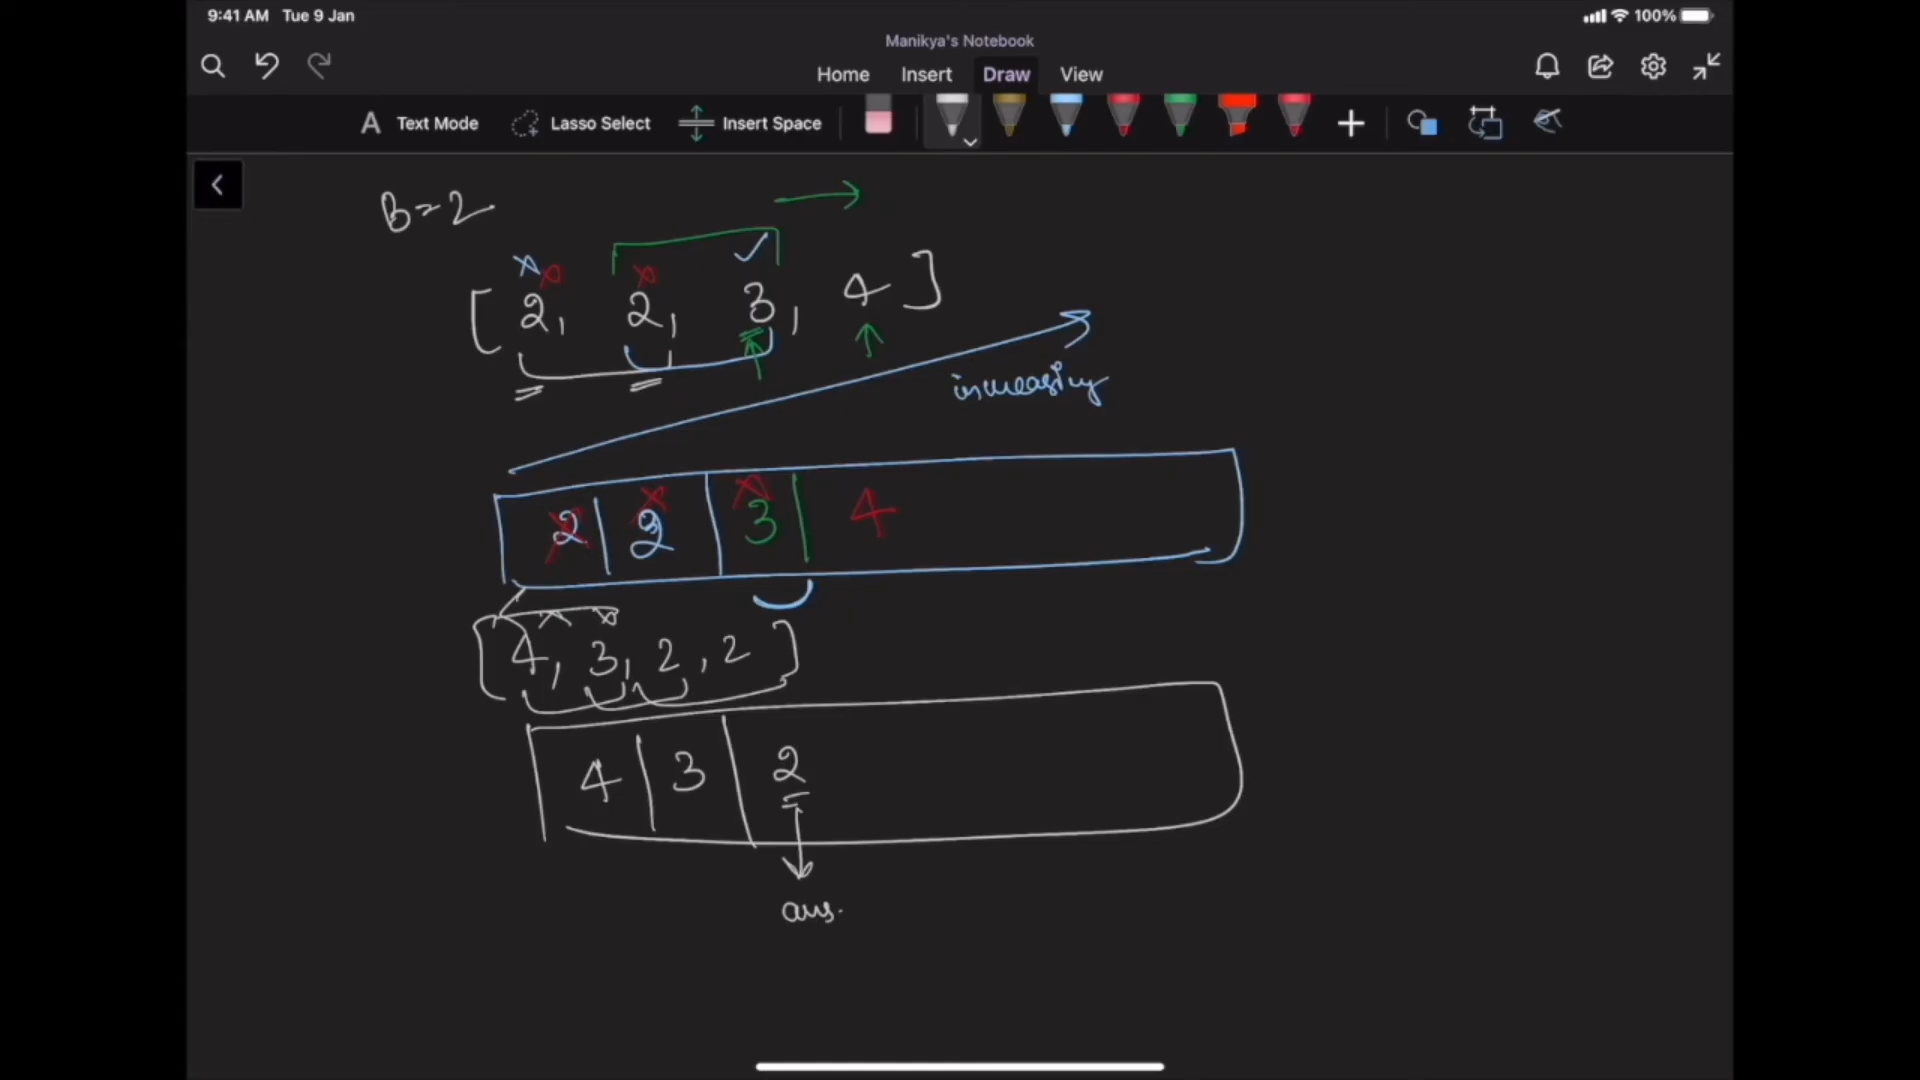 9:41 AM Tue 9 Jan
100%
Manikya's Notebook
Home Insert Draw View
Text Mode Lasso Select Insert Space
B=2
[2, 2, 3, 4]
increasing
2 2 3 4
[4, 3, 2, 2]
4 3 2
ans.